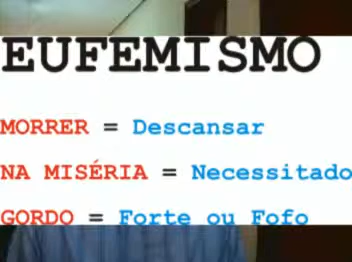 EUFEMISMO
MORRER = Descansar
NA MISÉRIA = Necessitado
GORDO = Forte ou Fofo